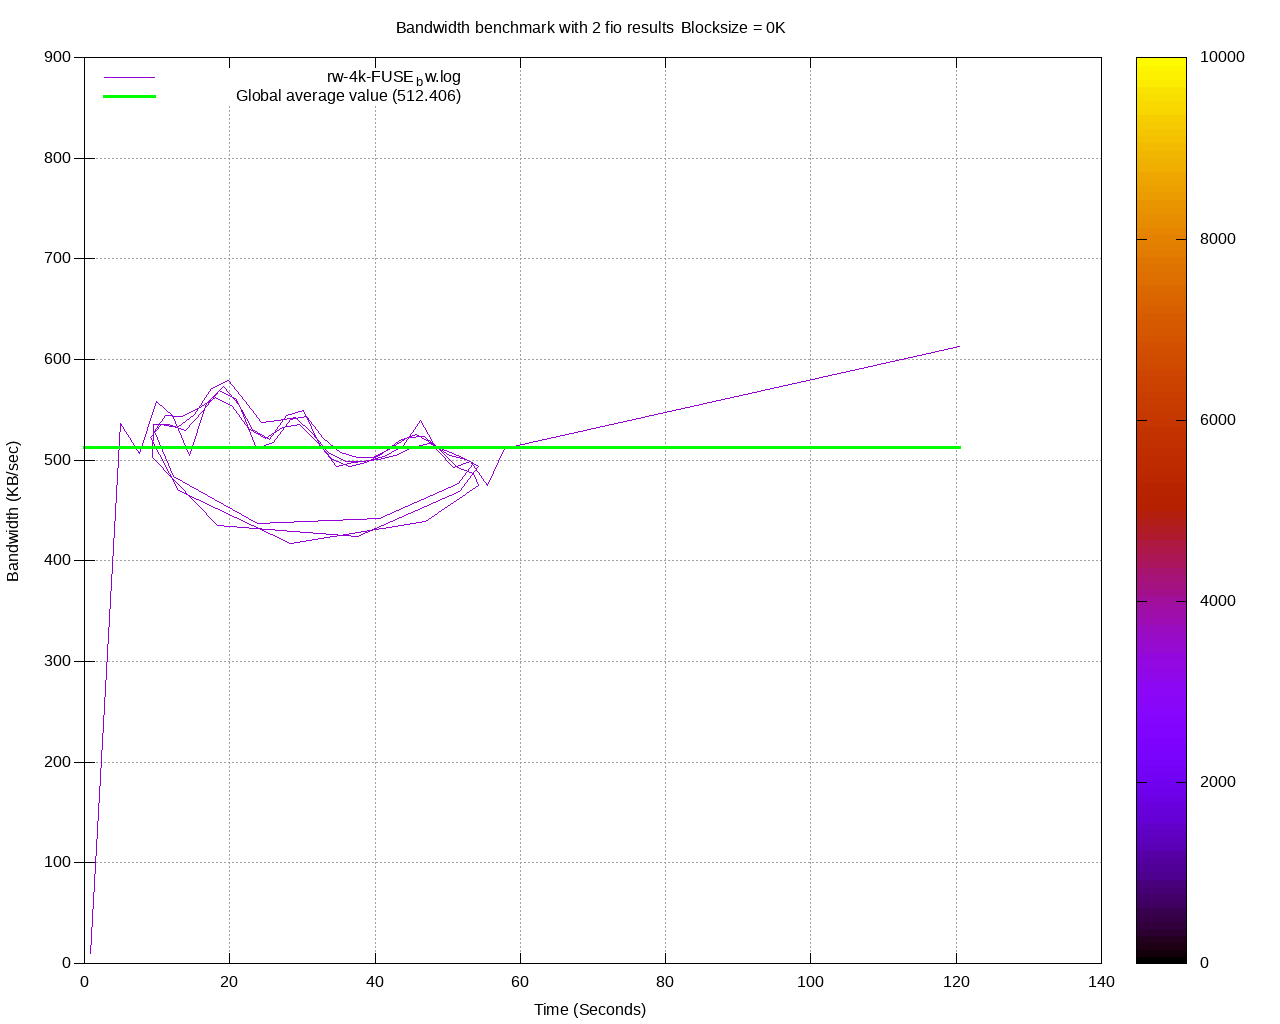 Bandwidth benchmark with 2 fio results Blocksize = 0K
rw-4k-FUSE_bw.log
Global average value (512.406)
900
800
700
600
500
400
300
200
100
0
Bandwidth (KB/sec)
0 20 40 60 80 100 120 140
Time (Seconds)
10000
8000
6000
4000
2000
0